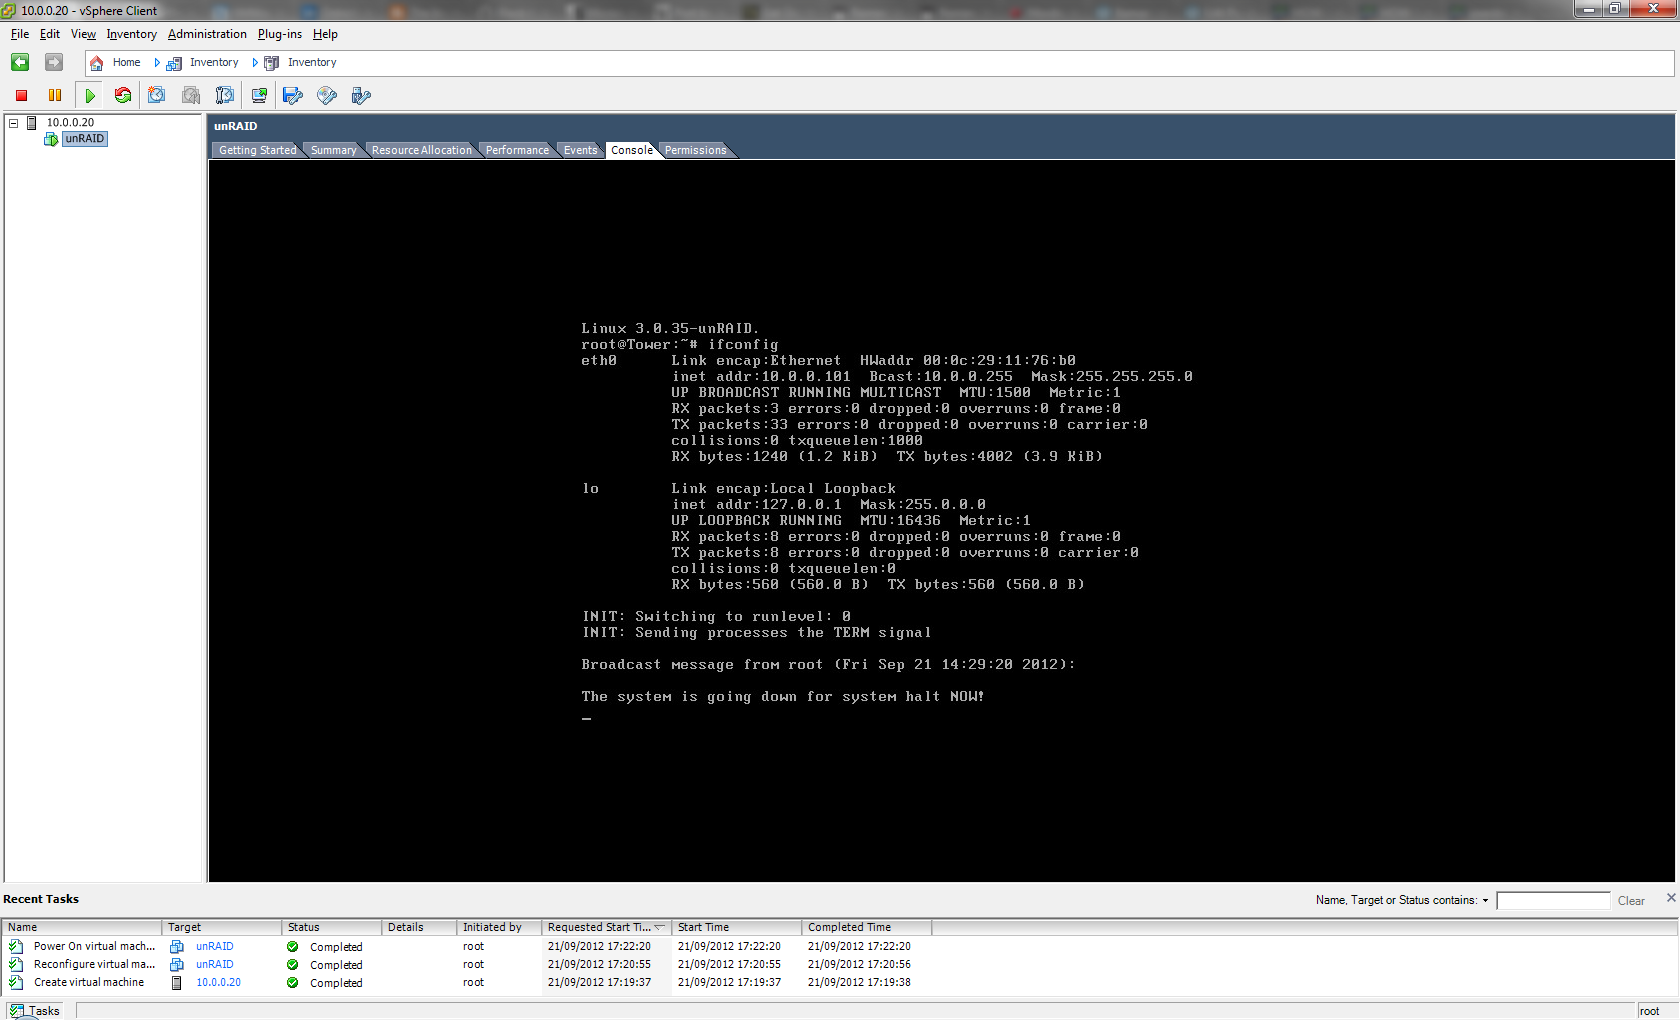 10.0.0.20 - vSphere Client
File Edit View Inventory Administration Plug-ins Help
Home Inventory Inventory
10.0.0.20
unRAID
unRAID
Getting Started Summary Resource Allocation Performance Events Console Permissions
Linux 3.0.35-unRAID.
root@Tower:~# ifconfig
eth0 Link encap:Ethernet HWaddr 00:0c:29:11:76:b0
inet addr:10.0.0.101 Bcast:10.0.0.255 Mask:255.255.255.0
UP BROADCAST RUNNING MULTICAST MTU:1500 Metric:1
RX packets:3 errors:0 dropped:0 overruns:0 frame:0
TX packets:33 errors:0 dropped:0 overruns:0 carrier:0
collisions:0 txqueuelen:1000
RX bytes:1240 (1.2 KiB) TX bytes:4002 (3.9 KiB)
lo Link encap:Local Loopback
inet addr:127.0.0.1 Mask:255.0.0.0
UP LOOPBACK RUNNING MTU:16436 Metric:1
RX packets:8 errors:0 dropped:0 overruns:0 frame:0
TX packets:8 errors:0 dropped:0 overruns:0 carrier:0
collisions:0 txqueuelen:0
RX bytes:560 (560.0 B) TX bytes:560 (560.0 B)
INIT: Switching to runlevel: 0
INIT: Sending processes the TERM signal
Broadcast message from root (Fri Sep 21 14:29:20 2012):
The system is going down for system halt NOW!
_
Recent Tasks Name, Target or Status contains: Clear
Name Target Status Details Initiated by Requested Start Ti... Start Time Completed Time
Power On virtual mach... unRAID Completed root 21/09/2012 17:22:20 21/09/2012 17:22:20 21/09/2012 17:22:20
Reconfigure virtual ma... unRAID Completed root 21/09/2012 17:20:55 21/09/2012 17:20:55 21/09/2012 17:20:56
Create virtual machine 10.0.0.20 Completed root 21/09/2012 17:19:37 21/09/2012 17:19:37 21/09/2012 17:19:38
Tasks root